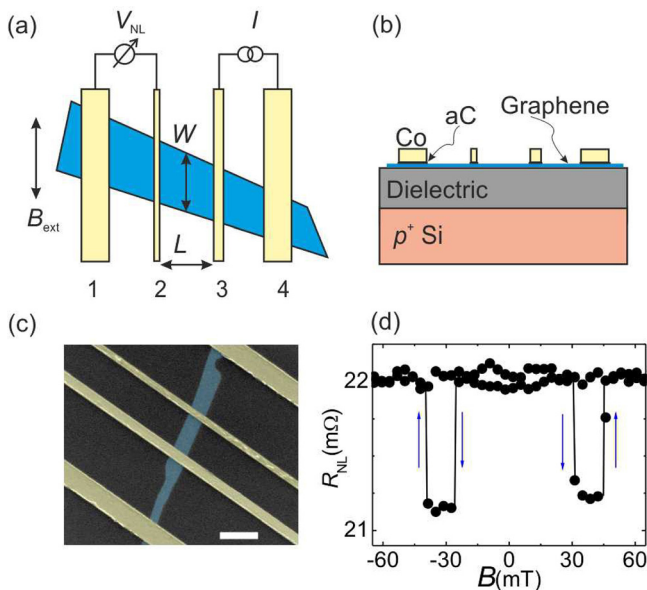 (a)
V_NL
I
W
B_ext
L
1 2 3 4
(b)
Co
aC
Graphene
Dielectric
p⁺ Si
(c)
(d)
22
21
R_NL(mΩ)
-60 -30 0 30 60
B(mT)